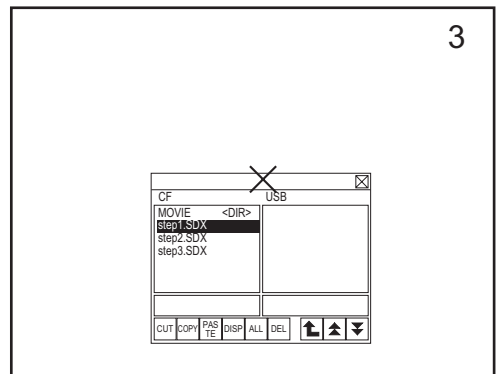 3
CF USB
MOVIE <DIR>
step1.SDX
step2.SDX
step3.SDX
CUT COPY PAS TE DISP ALL DEL